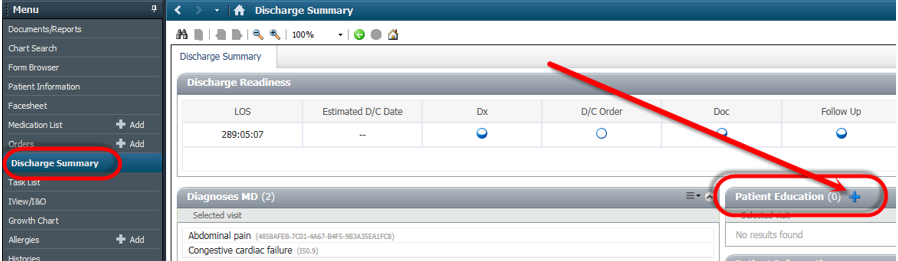 Menu
Documents/Reports
Chart Search
Form Browser
Patient Information
Facesheet
Medication List Add
Orders Add
Discharge Summary
Task List
IView/I&O
Growth Chart
Allergies Add
Histories
Discharge Summary
100%
Discharge Summary
Discharge Readiness
LOS Estimated D/C Date Dx D/C Order Doc Follow Up
289:05:07 --
Diagnoses MD (2)
Selected visit
Abdominal pain (4858AFEB-7C01-4A67-B4F5-9B3A35EA1FC8)
Congestive cardiac failure (I50.9)
Patient Education (0)
Selected visit
No results found